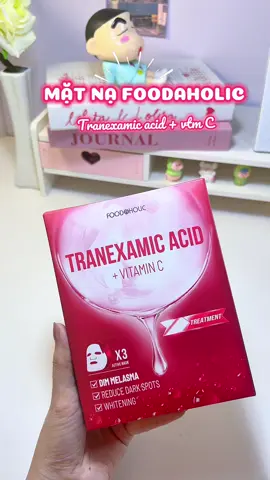 MẶT NẠ FOODAHOLIC
Tranexamic acid + vtm C
JOURNAL
FOODAHOLIC
TRANEXAMIC ACID
+ VITAMIN C
TREATMENT
X3
DIM MELASMA
REDUCE DARK SPOTS
WHITENING